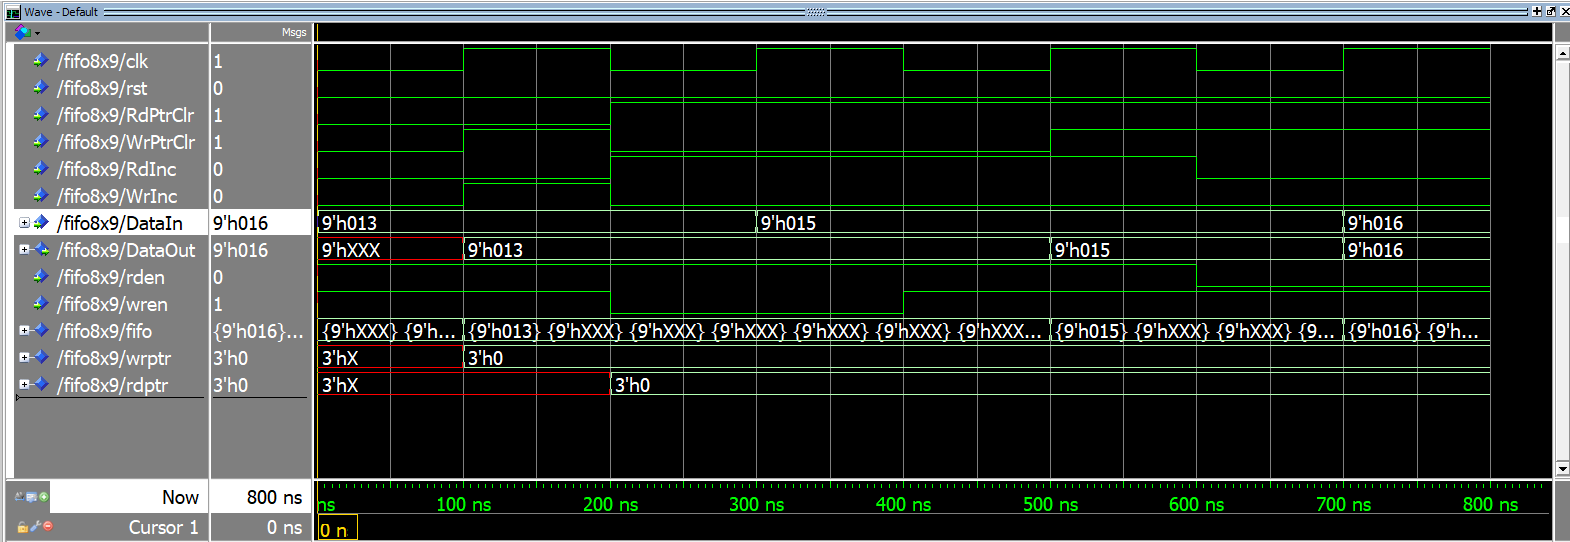 Wave - Default
Msgs
/fifo8x9/clk 1
/fifo8x9/rst 0
/fifo8x9/RdPtrClr 1
/fifo8x9/WrPtrClr 1
/fifo8x9/RdInc 0
/fifo8x9/WrInc 0
/fifo8x9/DataIn 9'h016 9'h013 9'h015 9'h016
/fifo8x9/DataOut 9'h016 9'hXXX 9'h013 9'h015 9'h016
/fifo8x9/rden 0
/fifo8x9/wren 1
/fifo8x9/fifo {9'h016}... {9'hXXX} {9'h... {9'h013} {9'hXXX} {9'hXXX} {9'hXXX} {9'hXXX} {9'hXXX} {9'hXXX... {9'h015} {9'hXXX} {9'hXXX} {9... {9'h016} {9'h...
/fifo8x9/wrptr 3'h0 3'hX 3'h0
/fifo8x9/rdptr 3'h0 3'hX 3'h0
Now 800 ns ns 100 ns 200 ns 300 ns 400 ns 500 ns 600 ns 700 ns 800 ns
Cursor 1 0 ns 0 n